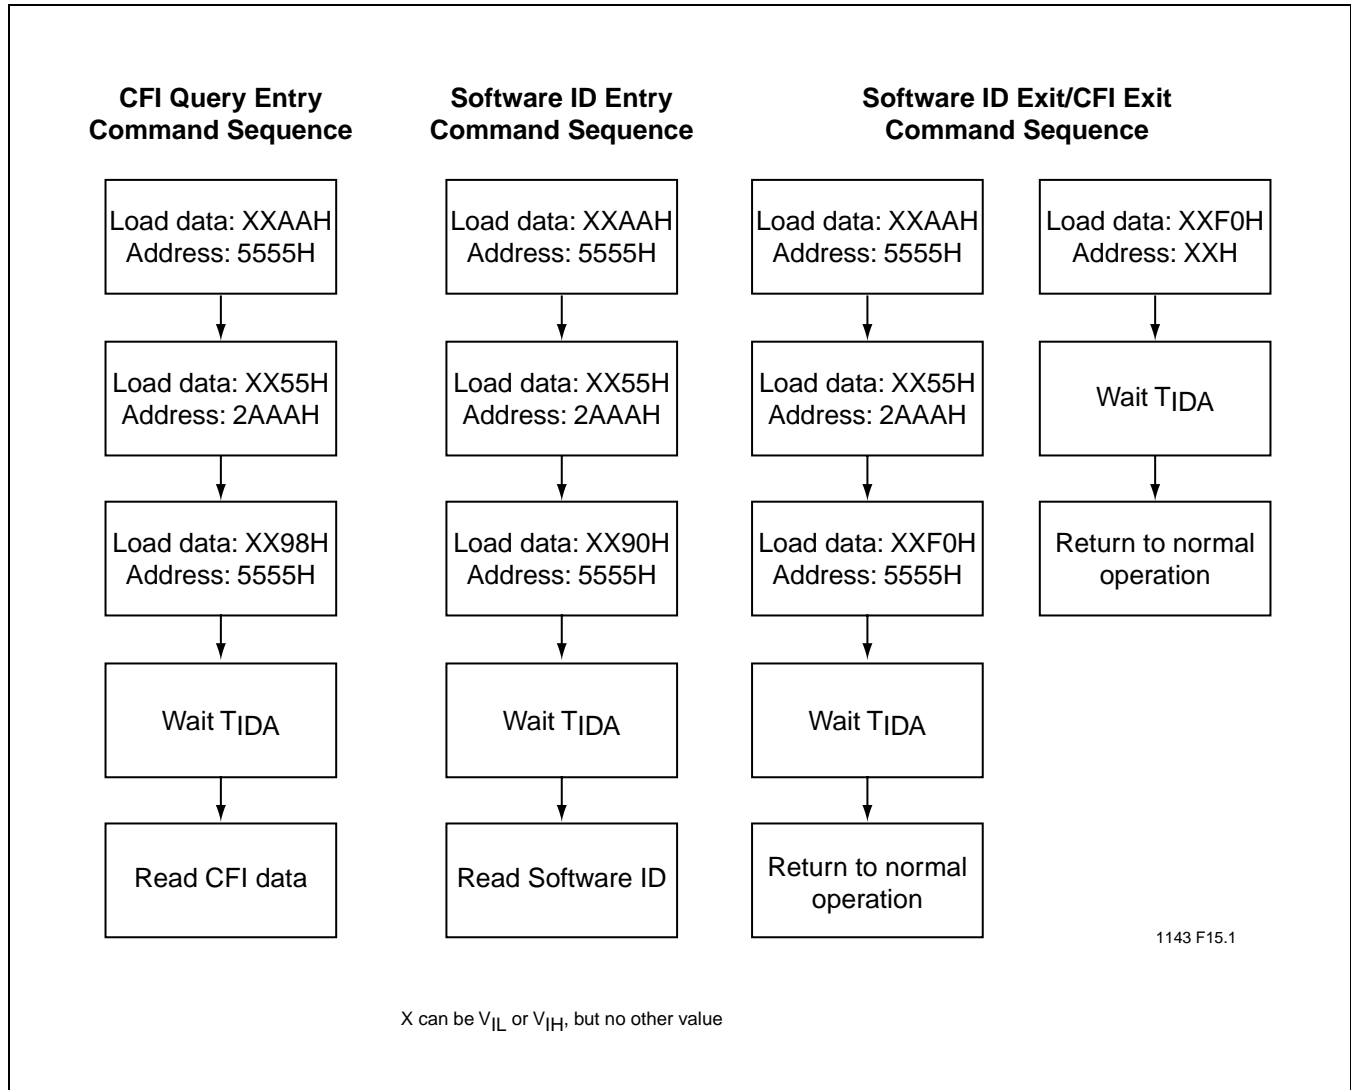 CFI Query Entry
Command Sequence
Load data: XXAAH
Address: 5555H
Load data: XX55H
Address: 2AAAH
Load data: XX98H
Address: 5555H
Wait TIDA
Read CFI data
Software ID Entry
Command Sequence
Load data: XXAAH
Address: 5555H
Load data: XX55H
Address: 2AAAH
Load data: XX90H
Address: 5555H
Wait TIDA
Read Software ID
Software ID Exit/CFI Exit
Command Sequence
Load data: XXAAH
Address: 5555H
Load data: XX55H
Address: 2AAAH
Load data: XXF0H
Address: 5555H
Wait TIDA
Return to normal
operation
Load data: XXF0H
Address: XXH
Wait TIDA
Return to normal
operation
1143 F15.1
X can be VIL or VIH, but no other value